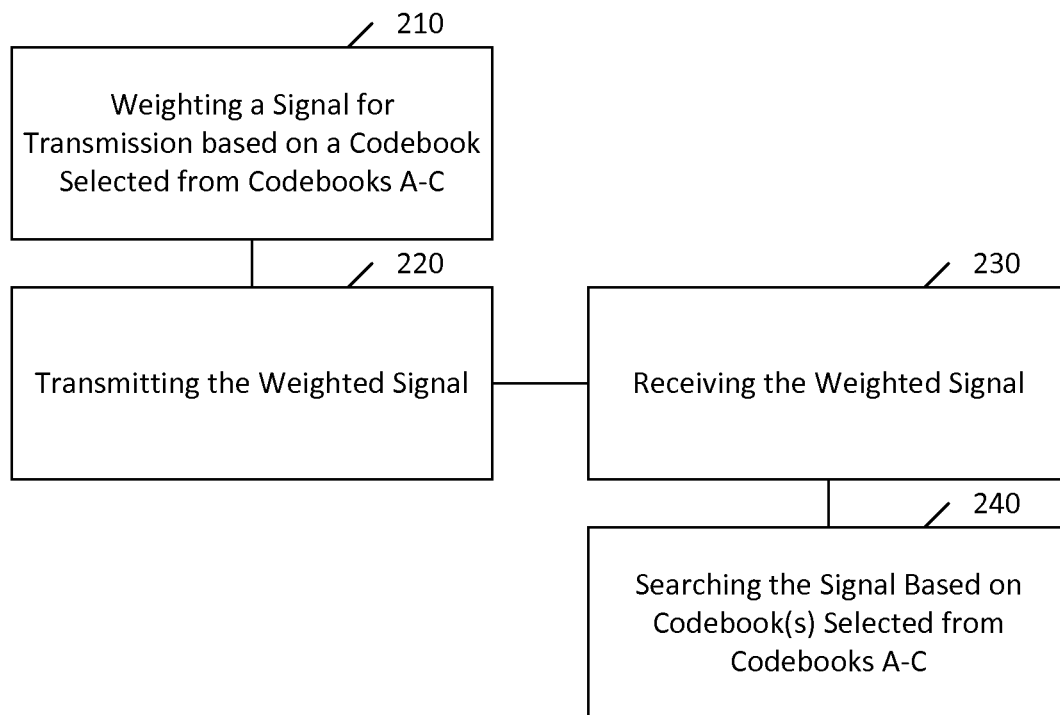 210
Weighting a Signal for
Transmission based on a Codebook
Selected from Codebooks A-C
220
Transmitting the Weighted Signal
230
Receiving the Weighted Signal
240
Searching the Signal Based on
Codebook(s) Selected from
Codebooks A-C